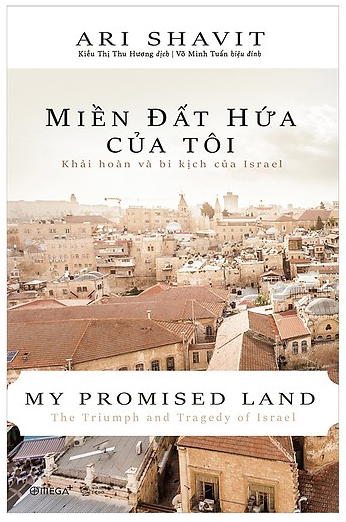 ARI SHAVIT
Kiều Thị Thu Hương dịch | Võ Minh Tuấn hiệu đính
MIỀN ĐẤT HỨA
CỦA TÔI
Khải hoàn và bi kịch của Israel
MY PROMISED LAND
The Triumph and Tragedy of Israel
OMEGA+